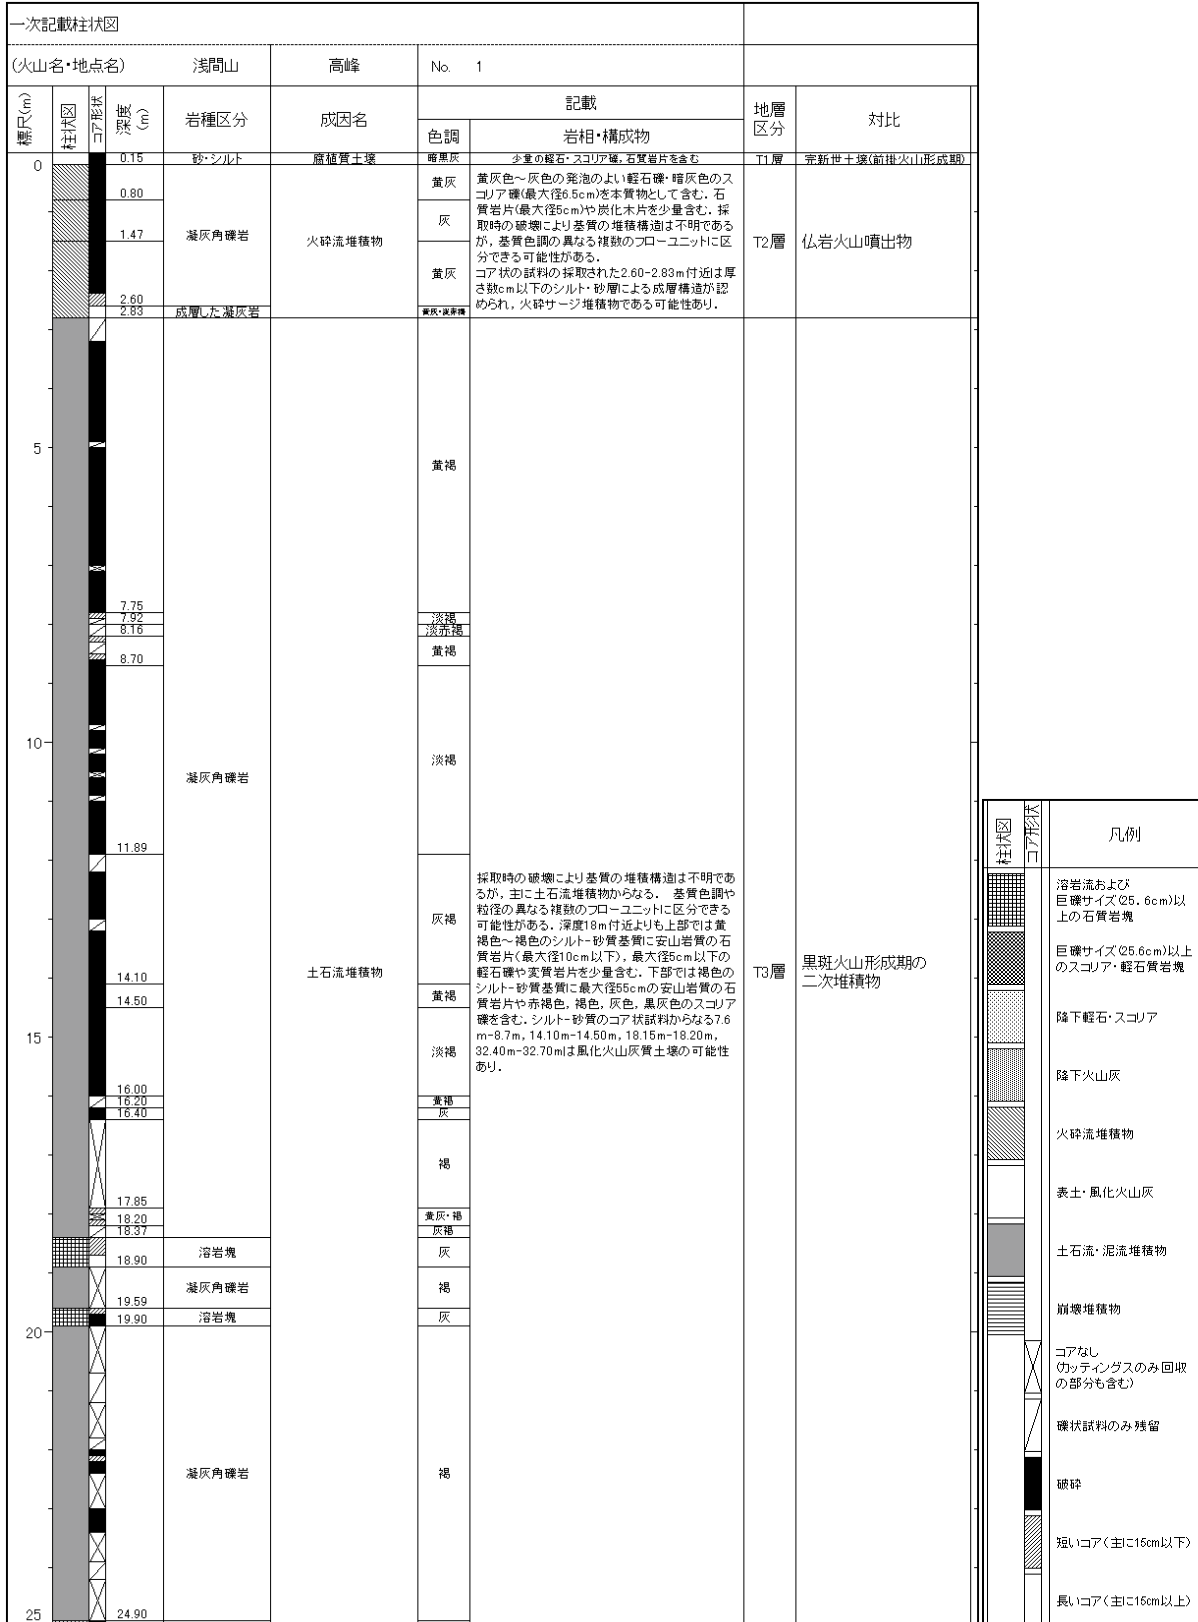 一次記載柱状図
(火山名・地点名) 浅間山 高峰 No. 1
標尺(m) 柱状図 コア形状 深度(m) 岩種区分 成因名 記載 地層区分 対比
色調 岩相・構成物
0
0.15 砂・シルト 腐植質土壌 暗黒灰 少量の軽石・スコリア礫,石質岩片を含む T1層 完新世土壌(前掛火山形成期)
0.80
1.47
2.60
2.83
凝灰角礫岩
成層した凝灰岩
火砕流堆積物
黄灰
灰
黄灰
黄灰色～灰色の発泡のよい軽石礫・暗灰色のス
コリア礫(最大径6.5cm)を本質物として含む. 石
質岩片(最大径5cm)や炭化木片を少量含む. 採
取時の破壊により基質の堆積構造は不明である
が, 基質色調の異なる複数のフローユニットに区
分できる可能性がある.
コア状の試料の採取された2.60-2.83m付近は厚
さ数cm以下のシルト・砂層による成層構造が認
められ, 火砕サージ堆積物である可能性あり.
T2層 仏岩火山噴出物
5
10
15
20
25
7.75
7.92
8.16
8.70
11.89
14.10
14.50
16.00
16.20
16.40
17.85
18.20
18.37
18.90
19.59
19.90
24.90
凝灰角礫岩
溶岩塊
凝灰角礫岩
溶岩塊
凝灰角礫岩
土石流堆積物
黄褐
淡褐
淡赤褐
黄褐
淡褐
灰褐
黄褐
淡褐
黄褐
灰
褐
黄灰・褐
灰褐
灰
褐
灰
褐
採取時の破壊により基質の堆積構造は不明であ
るが, 主に土石流堆積物からなる. 基質色調や
粒径の異なる複数のフローユニットに区分できる
可能性がある. 深度18m付近よりも上部では黄
褐色～褐色のシルト-砂質基質に安山岩質の石
質岩片(最大径10cm以下), 最大径5cm以下の
軽石礫や変質岩片を少量含む. 下部では褐色の
シルト-砂質基質に最大径55cmの安山岩質の石
質岩片や赤褐色, 褐色, 灰色, 黒灰色のスコリア
礫を含む. シルト-砂質のコア状試料からなる7.6
m-8.7m, 14.10m-14.50m, 18.15m-18.20m,
32.40m-32.70mは風化火山灰質土壌の可能性
あり.
T3層 黒斑火山形成期の
二次堆積物
柱状図 コア形状 凡例
溶岩流および
巨礫サイズ(25.6cm)以
上の石質岩塊
巨礫サイズ(25.6cm)以上
のスコリア・軽石質岩塊
降下軽石・スコリア
降下火山灰
火砕流堆積物
表土・風化火山灰
土石流・泥流堆積物
崩壊堆積物
コアなし
(カッティングスのみ回収
の部分も含む)
礫状試料のみ残留
破砕
短いコア(主に15cm以下)
長いコア(主に15cm以上)